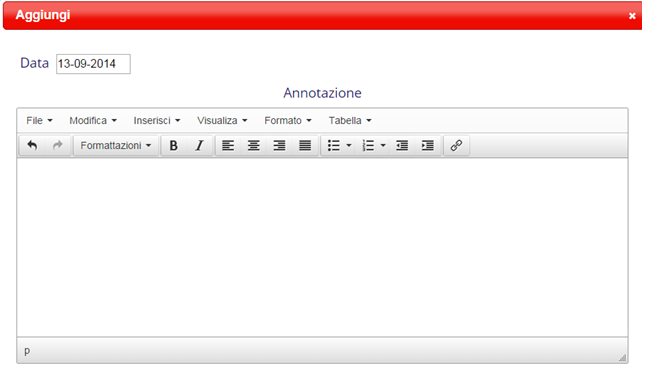 Aggiungi
Data 13-09-2014
Annotazione
File Modifica Inserisci Visualizza Formato Tabella
Formattazioni B I
p